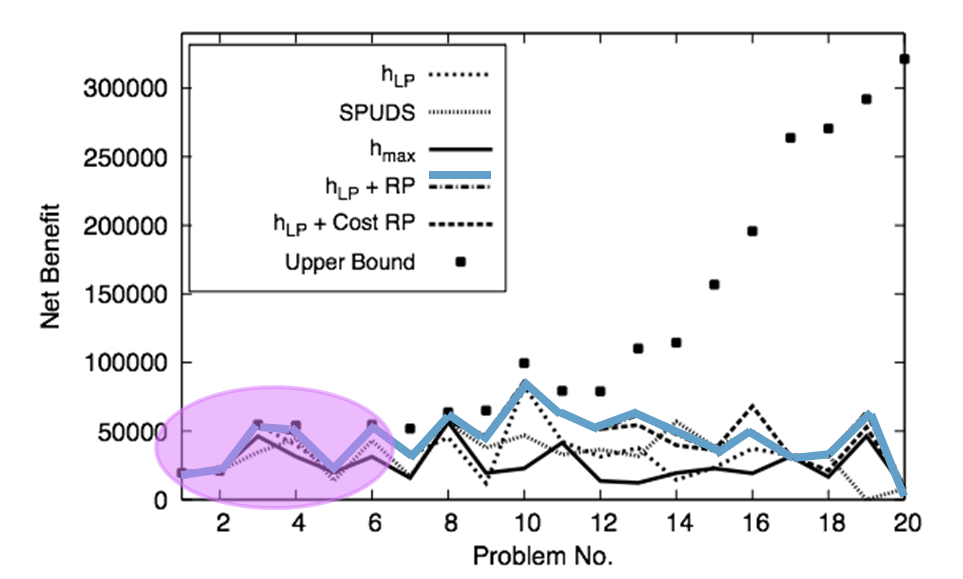 300000
250000
200000
150000
100000
50000
0
Net Benefit
h_LP
SPUDS
h_max
h_LP + RP
h_LP + Cost RP
Upper Bound
2 4 6 8 10 12 14 16 18 20
Problem No.